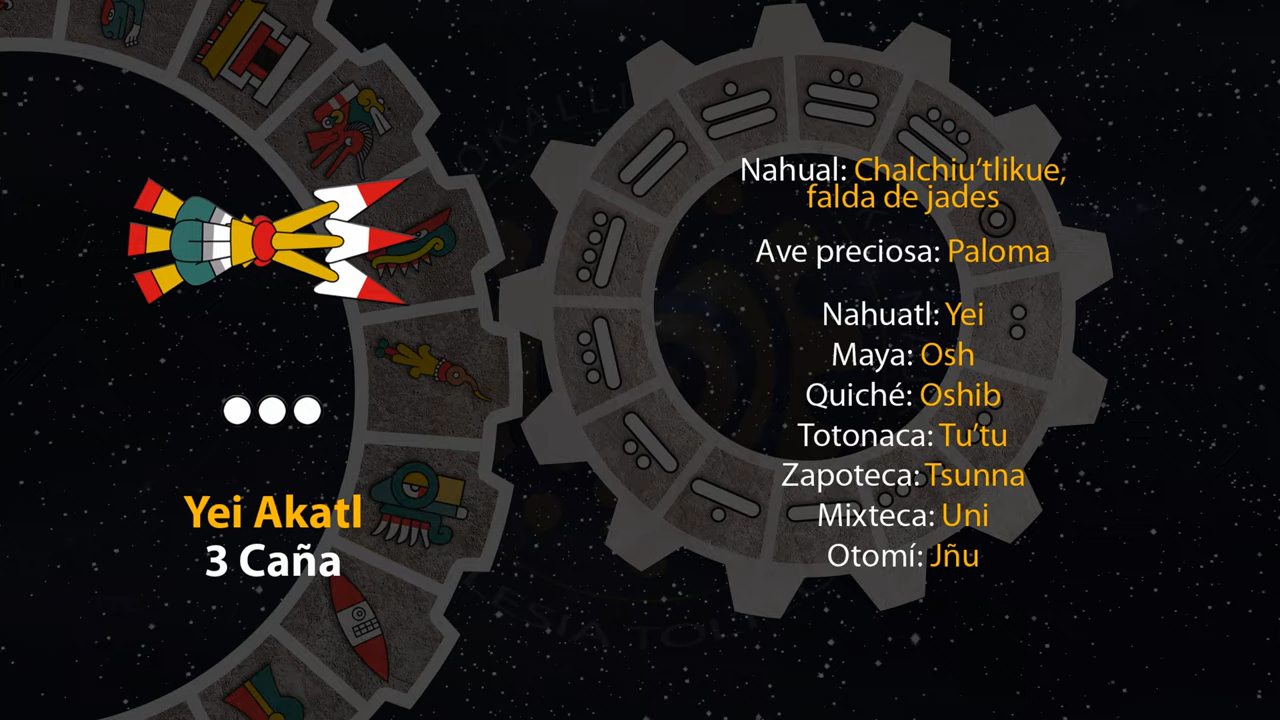 Yei Akatl
3 Caña
Nahual: Chalchiu’tlikue,
falda de jades
Ave preciosa: Paloma
Nahuatl: Yei
Maya: Osh
Quiché: Oshib
Totonaca: Tu’tu
Zapoteca: Tsunna
Mixteca: Uni
Otomí: Jñu